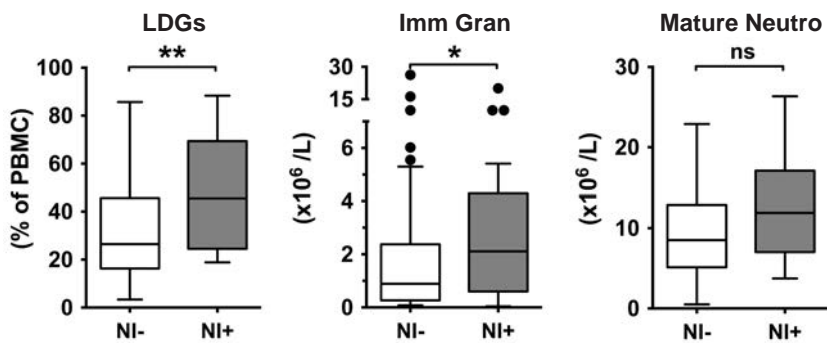 LDGs
**
100
80
60
40
20
0
(% of PBMC)
NI-
NI+
Imm Gran
*
30
15
6
4
2
0
(x10⁶ /L)
NI-
NI+
Mature Neutro
ns
30
20
10
0
(x10⁶ /L)
NI-
NI+